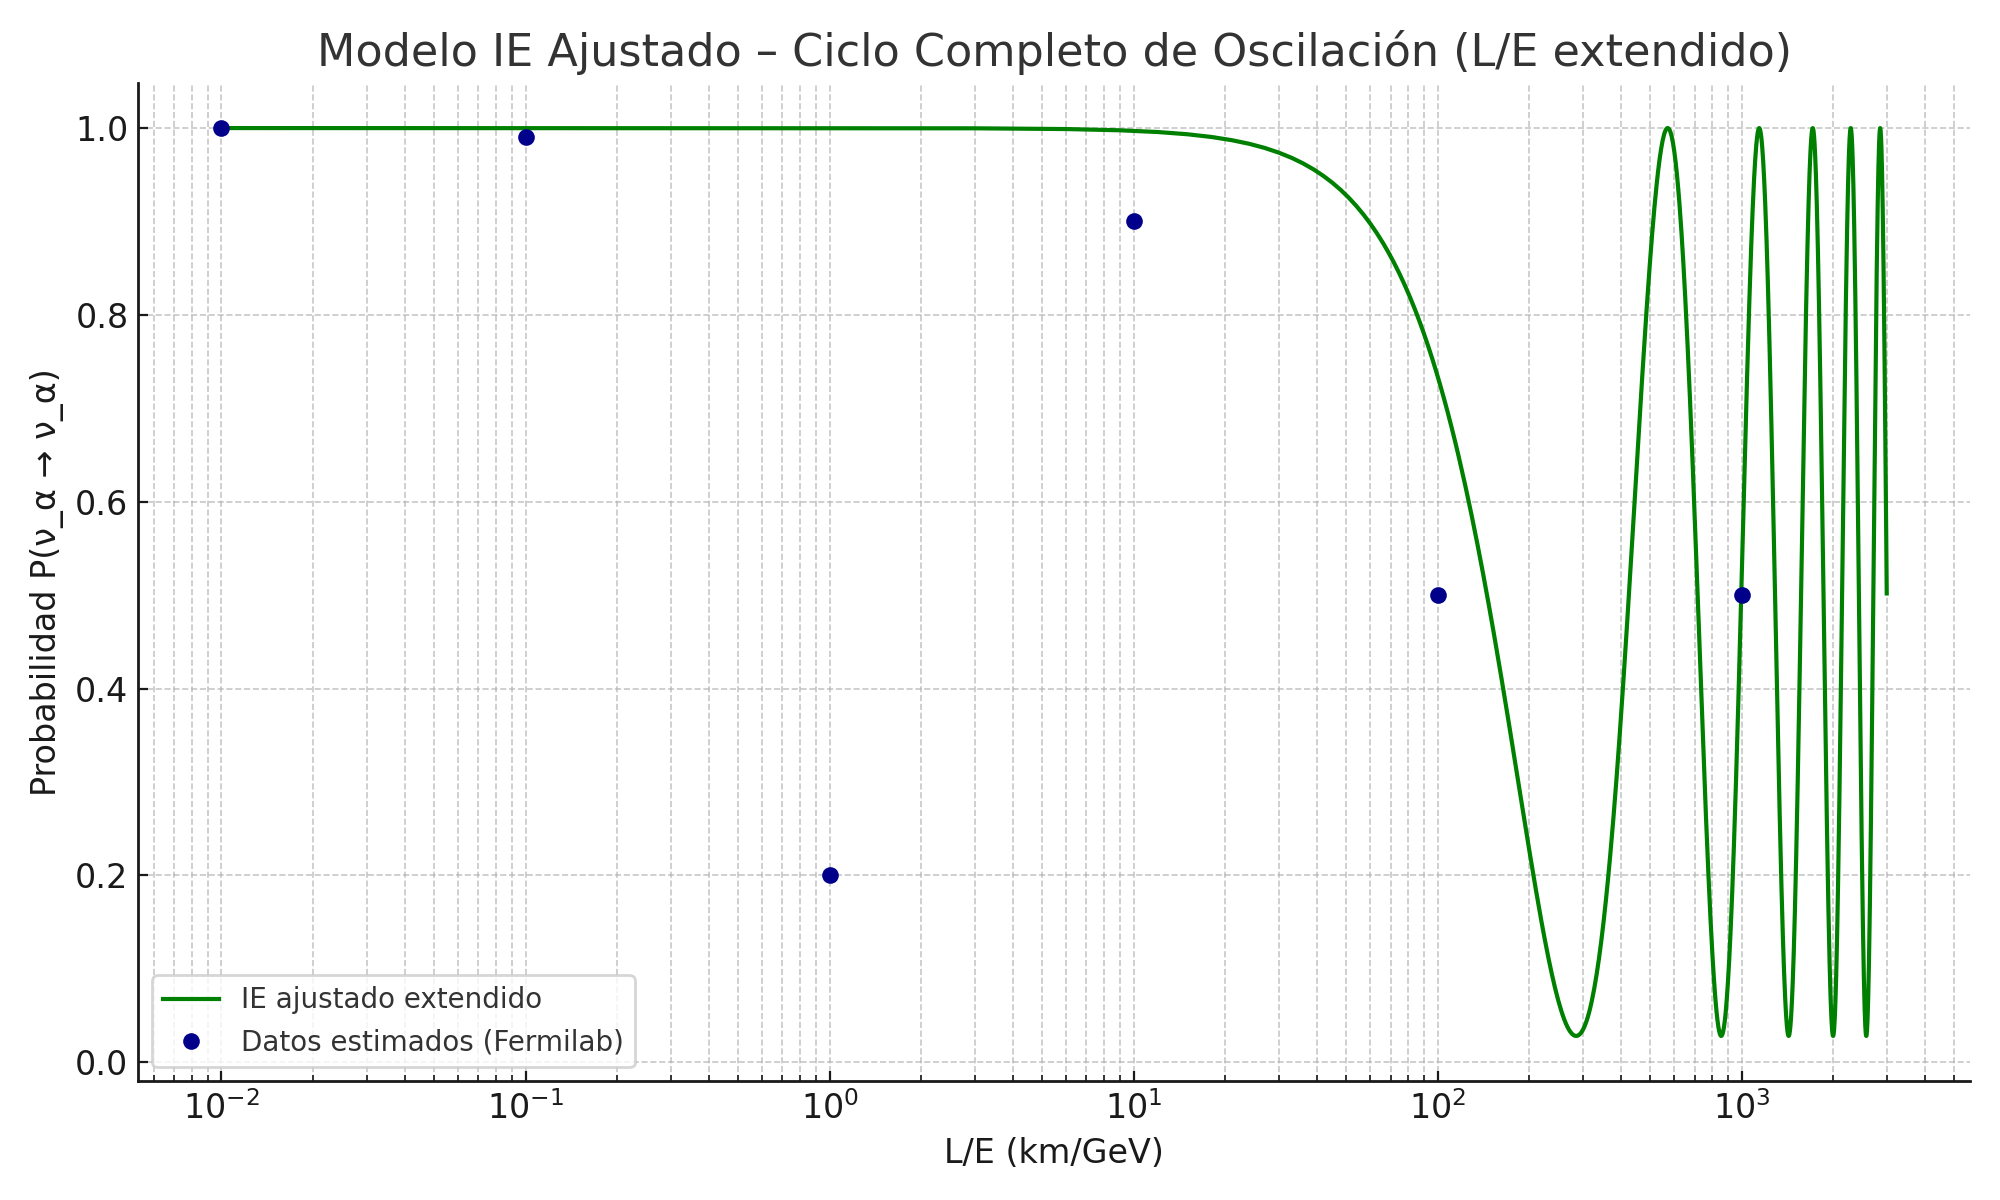 Modelo IE Ajustado – Ciclo Completo de Oscilación (L/E extendido)
Probabilidad P(ν_α → ν_α)
1.0
0.8
0.6
0.4
0.2
0.0
IE ajustado extendido
Datos estimados (Fermilab)
10⁻² 10⁻¹ 10⁰ 10¹ 10² 10³
L/E (km/GeV)